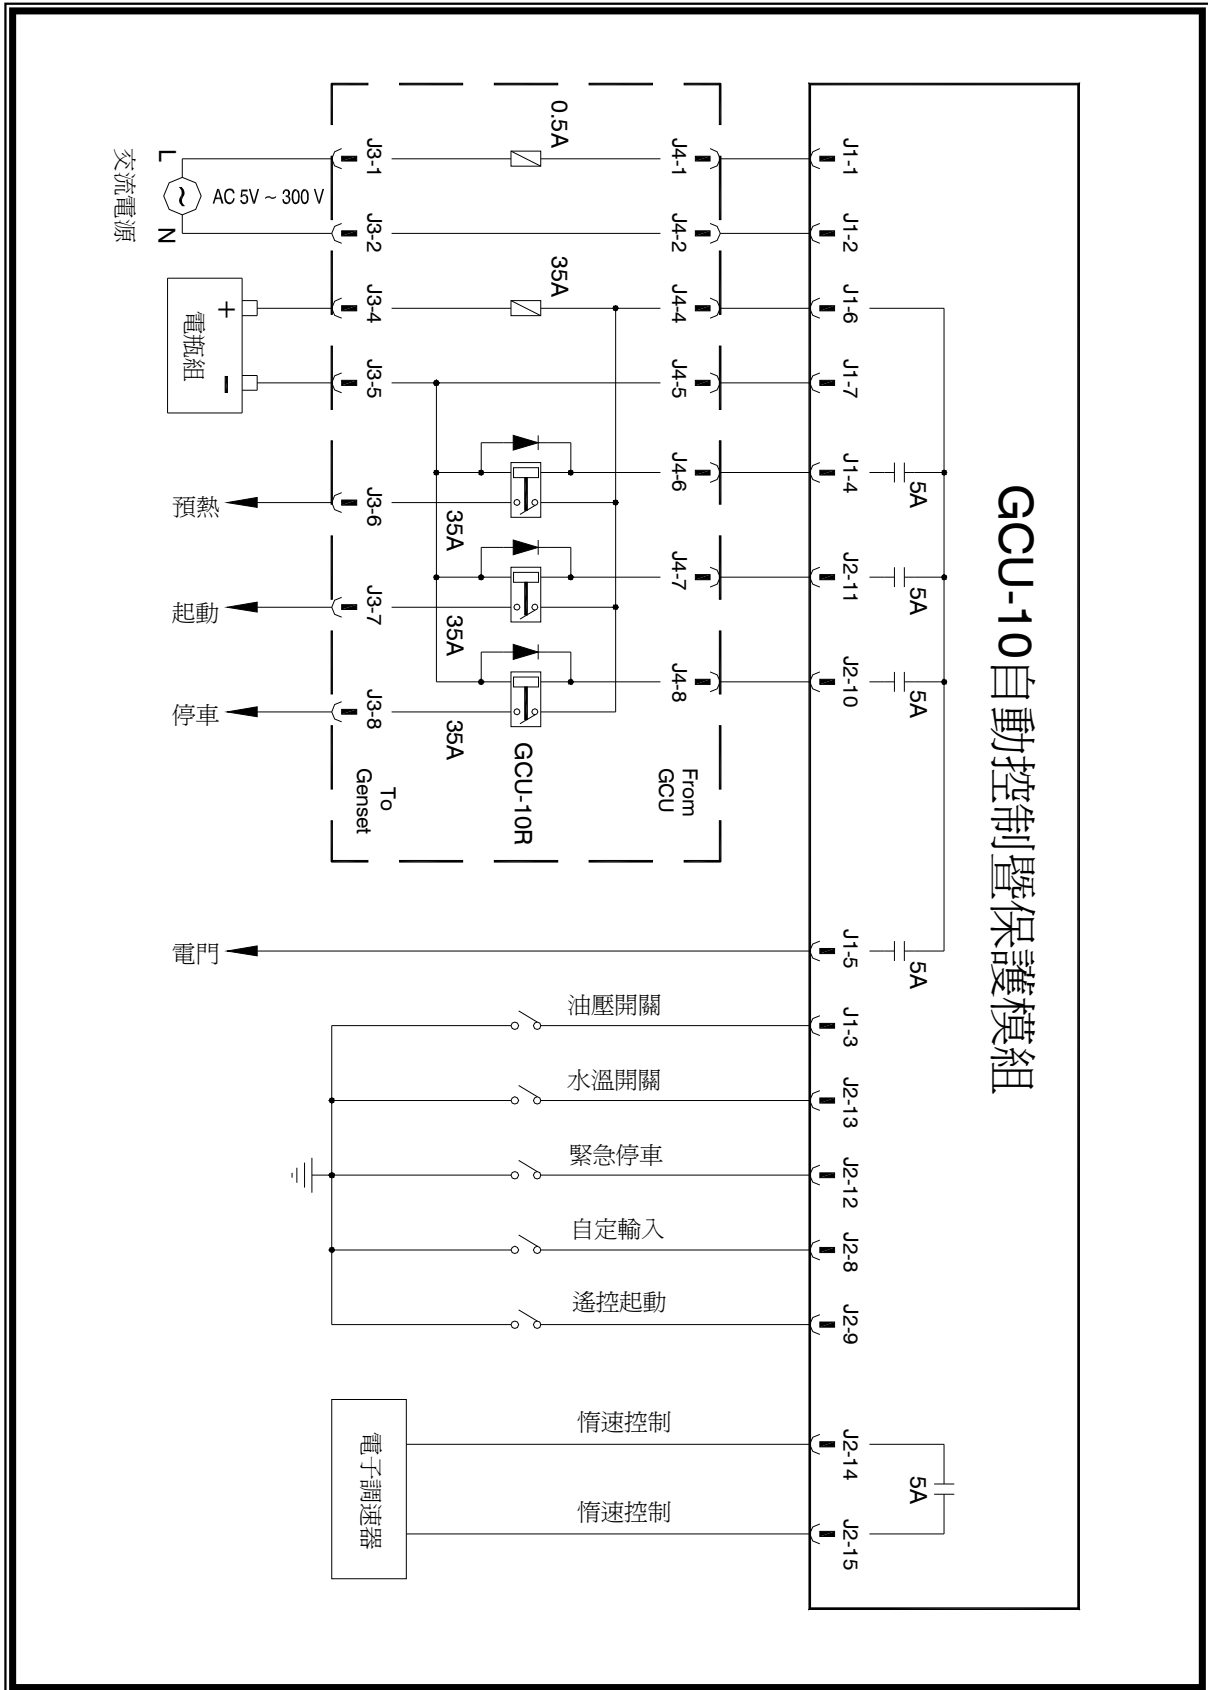 GCU-10自動控制暨保護模組
J1-1
J1-2
J1-6
J1-7
J1-4
J2-11
J2-10
J1-5
J1-3
J2-13
J2-12
J2-8
J2-9
J2-14
J2-15
5A
5A
5A
5A
5A
J4-1
J4-2
J4-4
J4-5
J4-6
J4-7
J4-8
From
GCU
0.5A
35A
35A
35A
35A
GCU-10R
J3-1
J3-2
J3-4
J3-5
J3-6
J3-7
J3-8
To
Genset
L
N
AC 5V ~ 300 V
交流電源
+
−
電瓶組
預熱
起動
停車
電門
油壓開關
水溫開關
緊急停車
自定輸入
遙控起動
惰速控制
惰速控制
電子調速器